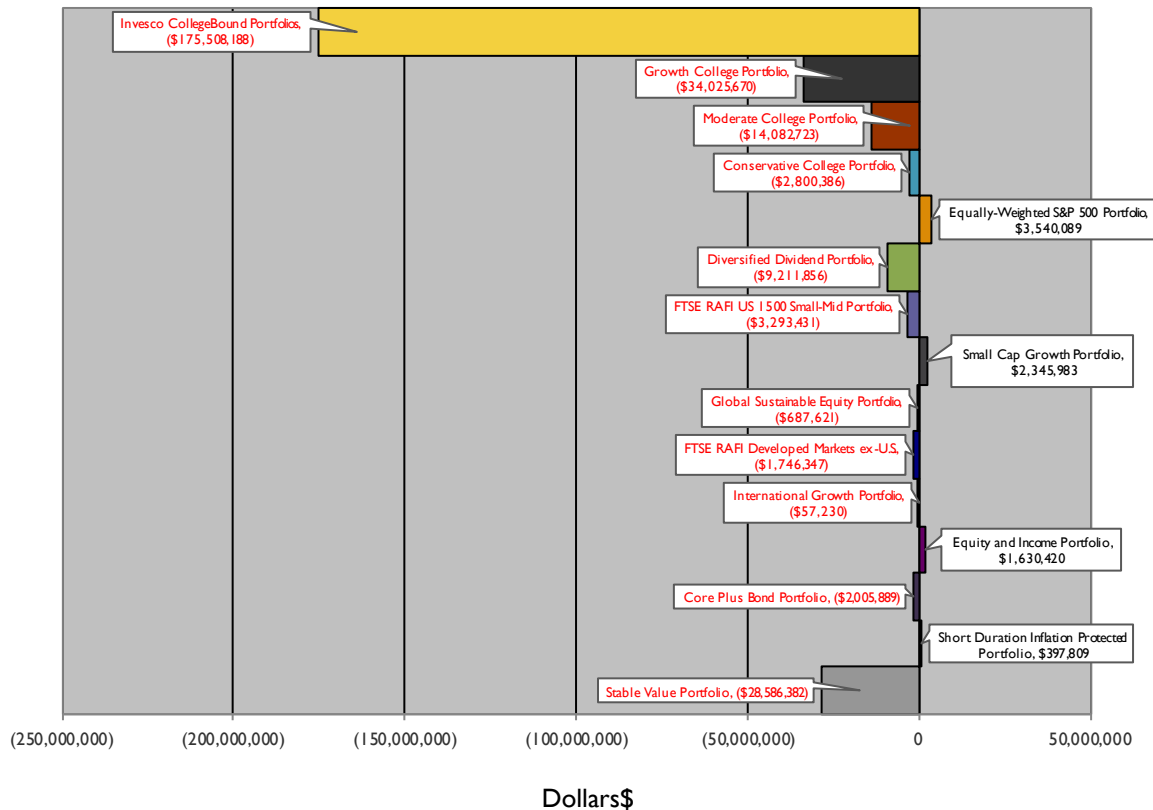 Invesco CollegeBound Portfolios,
($175,508,188)
Growth College Portfolio,
($34,025,670)
Moderate College Portfolio,
($14,082,723)
Conservative College Portfolio,
($2,800,386)
Equally-Weighted S&P 500 Portfolio,
$3,540,089
Diversified Dividend Portfolio,
($9,211,856)
FTSE RAFI US 1500 Small-Mid Portfolio,
($3,293,431)
Small Cap Growth Portfolio,
$2,345,983
Global Sustainable Equity Portfolio,
($687,621)
FTSE RAFI Developed Markets ex-U.S,
($1,746,347)
International Growth Portfolio,
($57,230)
Equity and Income Portfolio,
$1,630,420
Core Plus Bond Portfolio, ($2,005,889)
Short Duration Inflation Protected
Portfolio, $397,809
Stable Value Portfolio, ($28,586,382)
(250,000,000) (200,000,000) (150,000,000) (100,000,000) (50,000,000) 0 50,000,000
Dollars$